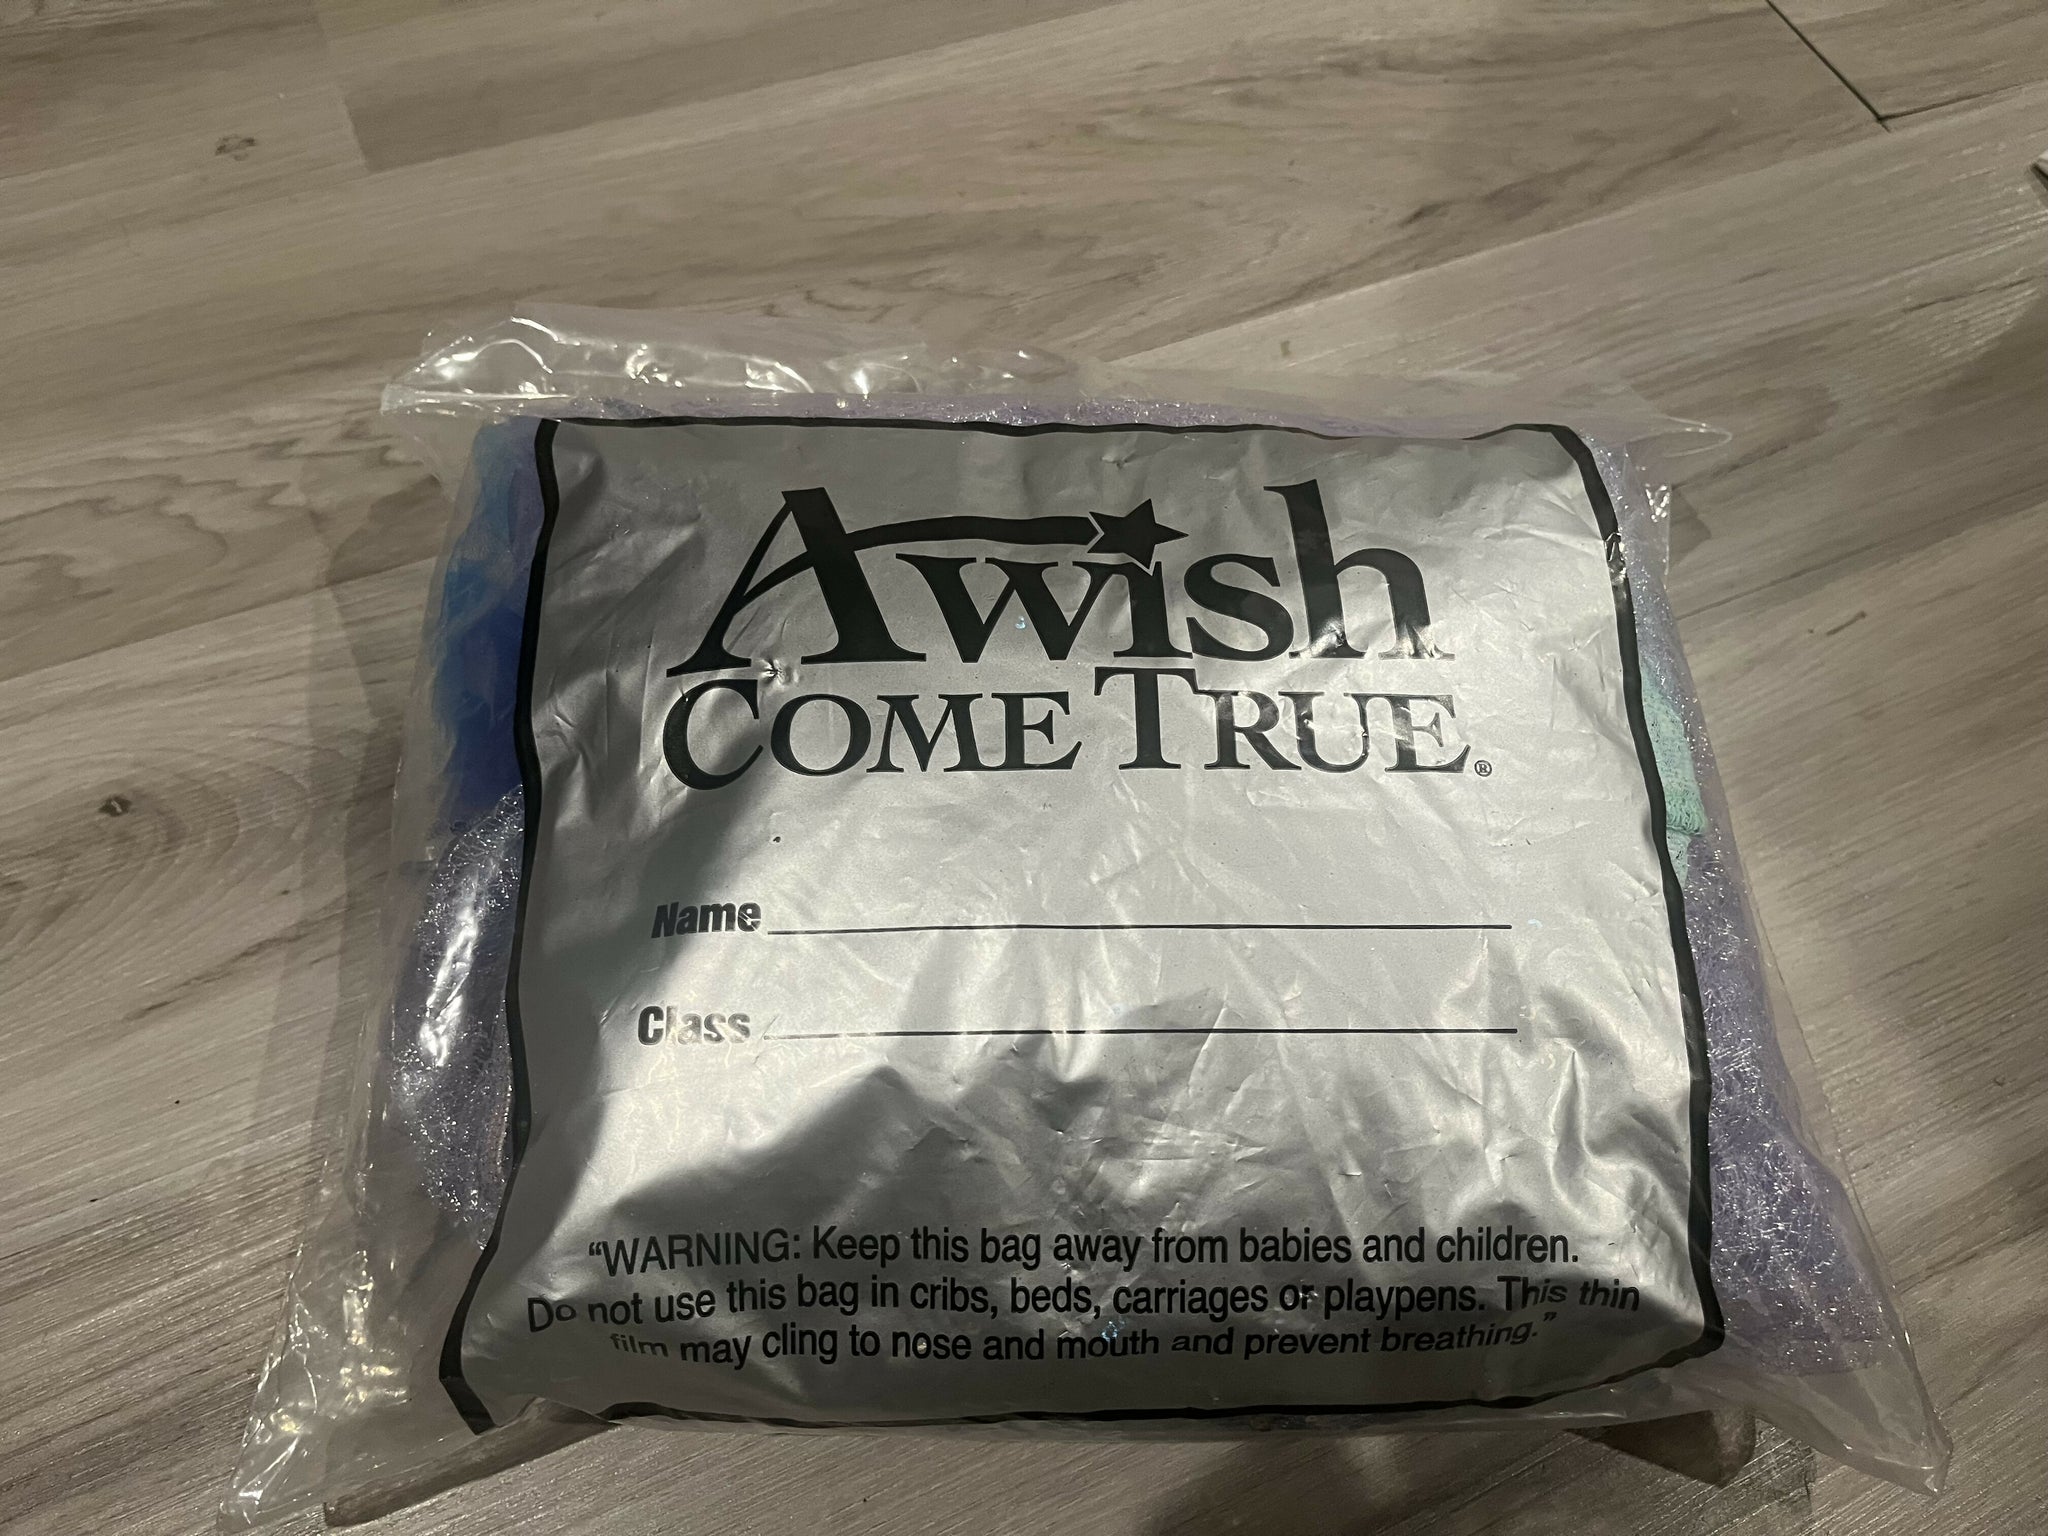 A wish
COME TRUE®
Name
Class
“WARNING: Keep this bag away from babies and children.
Do not use this bag in cribs, beds, carriages or playpens. This thin
film may cling to nose and mouth and prevent breathing.”